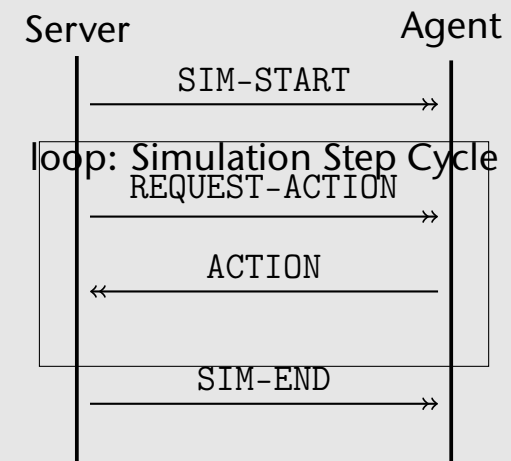 Server
Agent
SIM-START
loop: Simulation Step Cycle
REQUEST-ACTION
ACTION
SIM-END